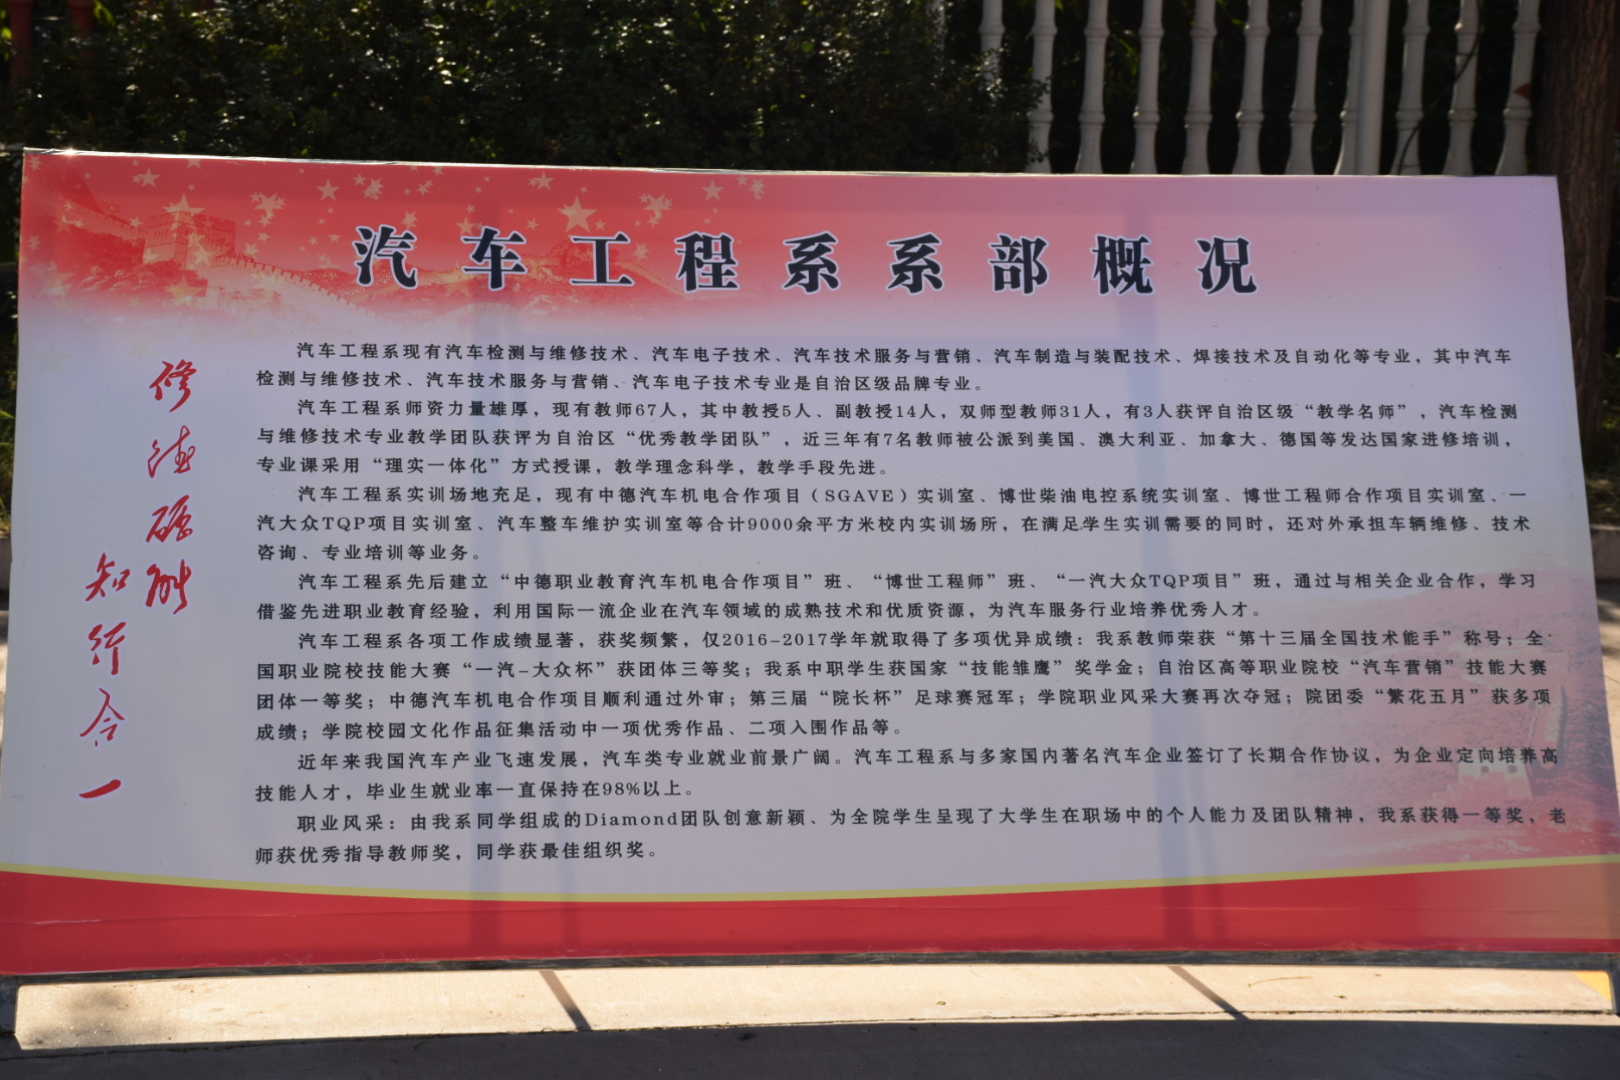 汽车工程系系部概况
修德砺能
知行合一
汽车工程系现有汽车检测与维修技术、汽车电子技术、汽车技术服务与营销、汽车制造与装配技术、焊接技术及自动化等专业，其中汽车
检测与维修技术、汽车技术服务与营销、汽车电子技术专业是自治区级品牌专业。
汽车工程系师资力量雄厚，现有教师67人，其中教授5人、副教授14人，双师型教师31人，有3人获评自治区级“教学名师”，汽车检测
与维修技术专业教学团队获评为自治区“优秀教学团队”，近三年有7名教师被公派到美国、澳大利亚、加拿大、德国等发达国家进修培训，
专业课采用“理实一体化”方式授课，教学理念科学，教学手段先进。
汽车工程系实训场地充足，现有中德汽车机电合作项目（SGAVE）实训室、博世柴油电控系统实训室、博世工程师合作项目实训室、一
汽大众TQP项目实训室、汽车整车维护实训室等合计9000余平方米校内实训场所，在满足学生实训需要的同时，还对外承担车辆维修、技术
咨询、专业培训等业务。
汽车工程系先后建立“中德职业教育汽车机电合作项目”班、“博世工程师”班、“一汽大众TQP项目”班，通过与相关企业合作，学习
借鉴先进职业教育经验，利用国际一流企业在汽车领域的成熟技术和优质资源，为汽车服务行业培养优秀人才。
汽车工程系各项工作成绩显著，获奖频繁，仅2016-2017学年就取得了多项优异成绩：我系教师荣获“第十三届全国技术能手”称号；全
国职业院校技能大赛“一汽-大众杯”获团体三等奖；我系中职学生获国家“技能雏鹰”奖学金；自治区高等职业院校“汽车营销”技能大赛
团体一等奖；中德汽车机电合作项目顺利通过外审；第三届“院长杯”足球赛冠军；学院职业风采大赛再次夺冠；院团委“繁花五月”获多项
成绩；学院校园文化作品征集活动中一项优秀作品、二项入围作品等。
近年来我国汽车产业飞速发展，汽车类专业就业前景广阔。汽车工程系与多家国内著名汽车企业签订了长期合作协议，为企业定向培养高
技能人才，毕业生就业率一直保持在98%以上。
职业风采：由我系同学组成的Diamond团队创意新颖、为全院学生呈现了大学生在职场中的个人能力及团队精神，我系获得一等奖，老
师获优秀指导教师奖，同学获最佳组织奖。